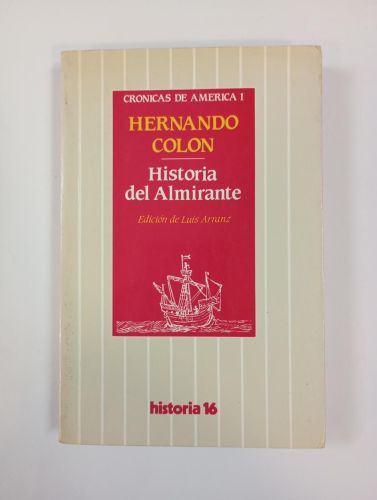 CRONICAS DE AMERICA 1
HERNANDO
COLON
Historia
del Almirante
Edición de Luis Arranz
historia 16